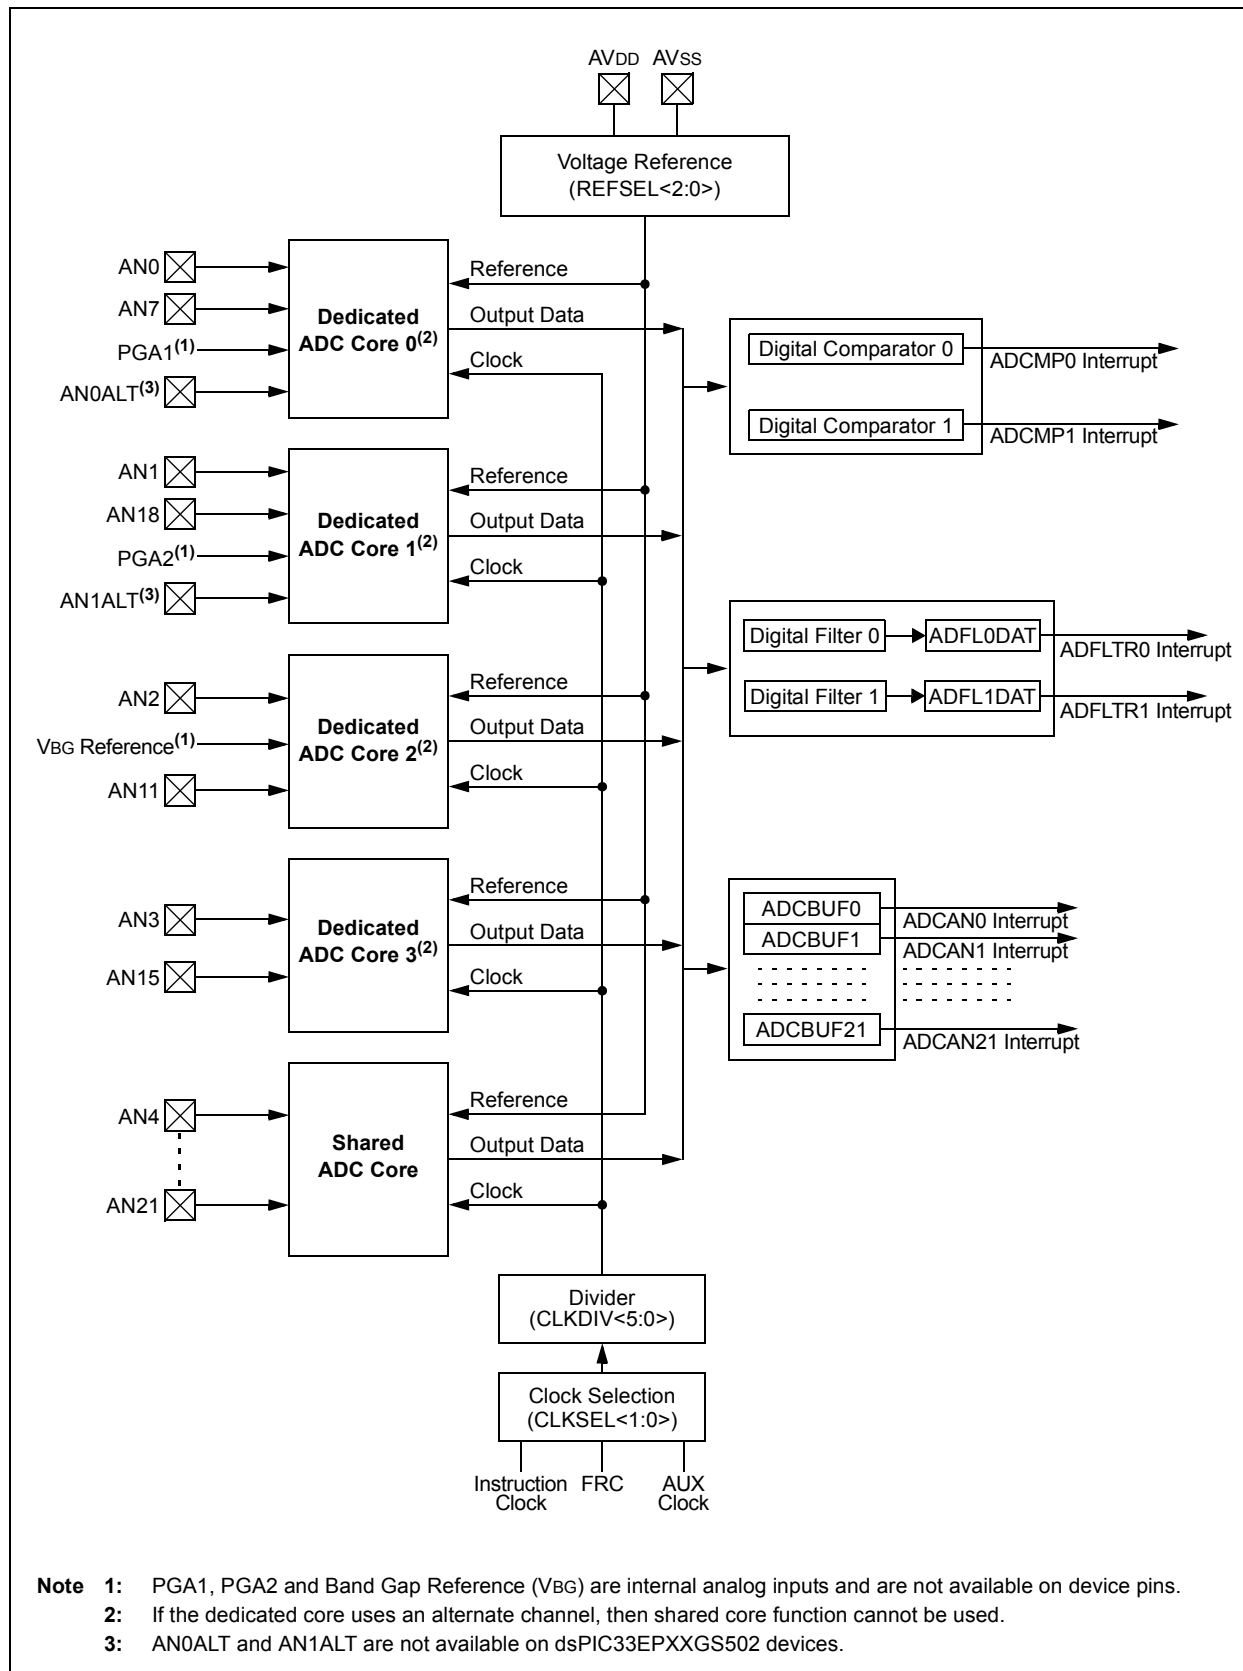 AVDD AVSS
Voltage Reference
(REFSEL<2:0>)
AN0
AN7
PGA1(1)
AN0ALT(3)
Dedicated
ADC Core 0(2)
Reference
Output Data
Clock
Digital Comparator 0
ADCMP0 Interrupt
Digital Comparator 1
ADCMP1 Interrupt
AN1
AN18
PGA2(1)
AN1ALT(3)
Dedicated
ADC Core 1(2)
Reference
Output Data
Clock
Digital Filter 0
ADFL0DAT
ADFLTR0 Interrupt
Digital Filter 1
ADFL1DAT
ADFLTR1 Interrupt
AN2
VBG Reference(1)
AN11
Dedicated
ADC Core 2(2)
Reference
Output Data
Clock
AN3
AN15
Dedicated
ADC Core 3(2)
Reference
Output Data
Clock
ADCBUF0
ADCAN0 Interrupt
ADCBUF1
ADCAN1 Interrupt
ADCBUF21
ADCAN21 Interrupt
AN4
AN21
Shared
ADC Core
Reference
Output Data
Clock
Divider
(CLKDIV<5:0>)
Clock Selection
(CLKSEL<1:0>)
Instruction
Clock
FRC
AUX
Clock
Note 1: PGA1, PGA2 and Band Gap Reference (VBG) are internal analog inputs and are not available on device pins.
2: If the dedicated core uses an alternate channel, then shared core function cannot be used.
3: AN0ALT and AN1ALT are not available on dsPIC33EPXXGS502 devices.